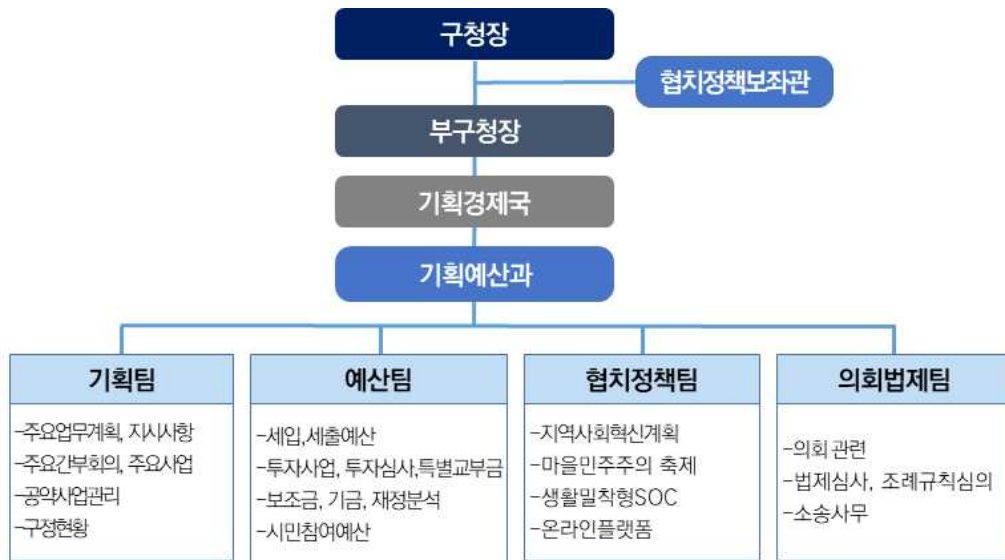 구청장
협치정책보좌관
부구청장
기획경제국
기획예산과
기획팀
-주요업무계획, 지시사항
-주요간부회의, 주요사업
-공약사업관리
-구정현황
예산팀
-세입,세출예산
-투자사업, 투자심사,특별교부금
-보조금, 기금, 재정분석
-시민참여예산
협치정책팀
-지역사회혁신계획
-마을민주주의 축제
-생활밀착형SOC
-온라인플랫폼
의회법제팀
-의회 관련
-법제심사, 조례규칙심의
-소송사무